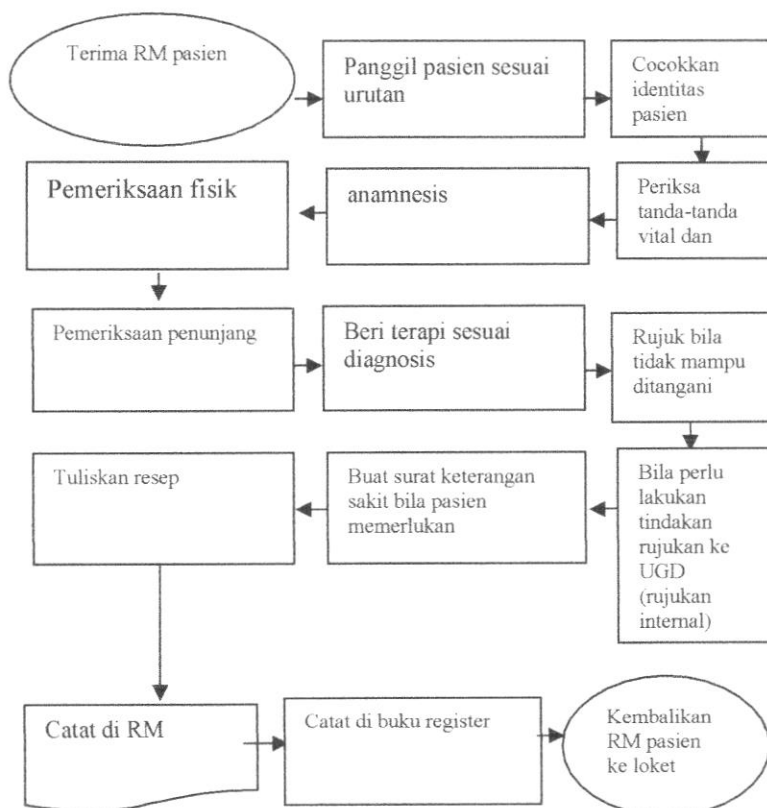 Terima RM pasien
Panggil pasien sesuai
urutan
Cocokkan
identitas
pasien
Periksa
tanda-tanda
vital dan
anamnesis
Pemeriksaan fisik
Pemeriksaan penunjang
Beri terapi sesuai
diagnosis
Rujuk bila
tidak mampu
ditangani
Bila perlu
lakukan
tindakan
rujukan ke
UGD
(rujukan
internal)
Buat surat keterangan
sakit bila pasien
memerlukan
Tuliskan resep
Catat di RM
Catat di buku register
Kembalikan
RM pasien
ke loket